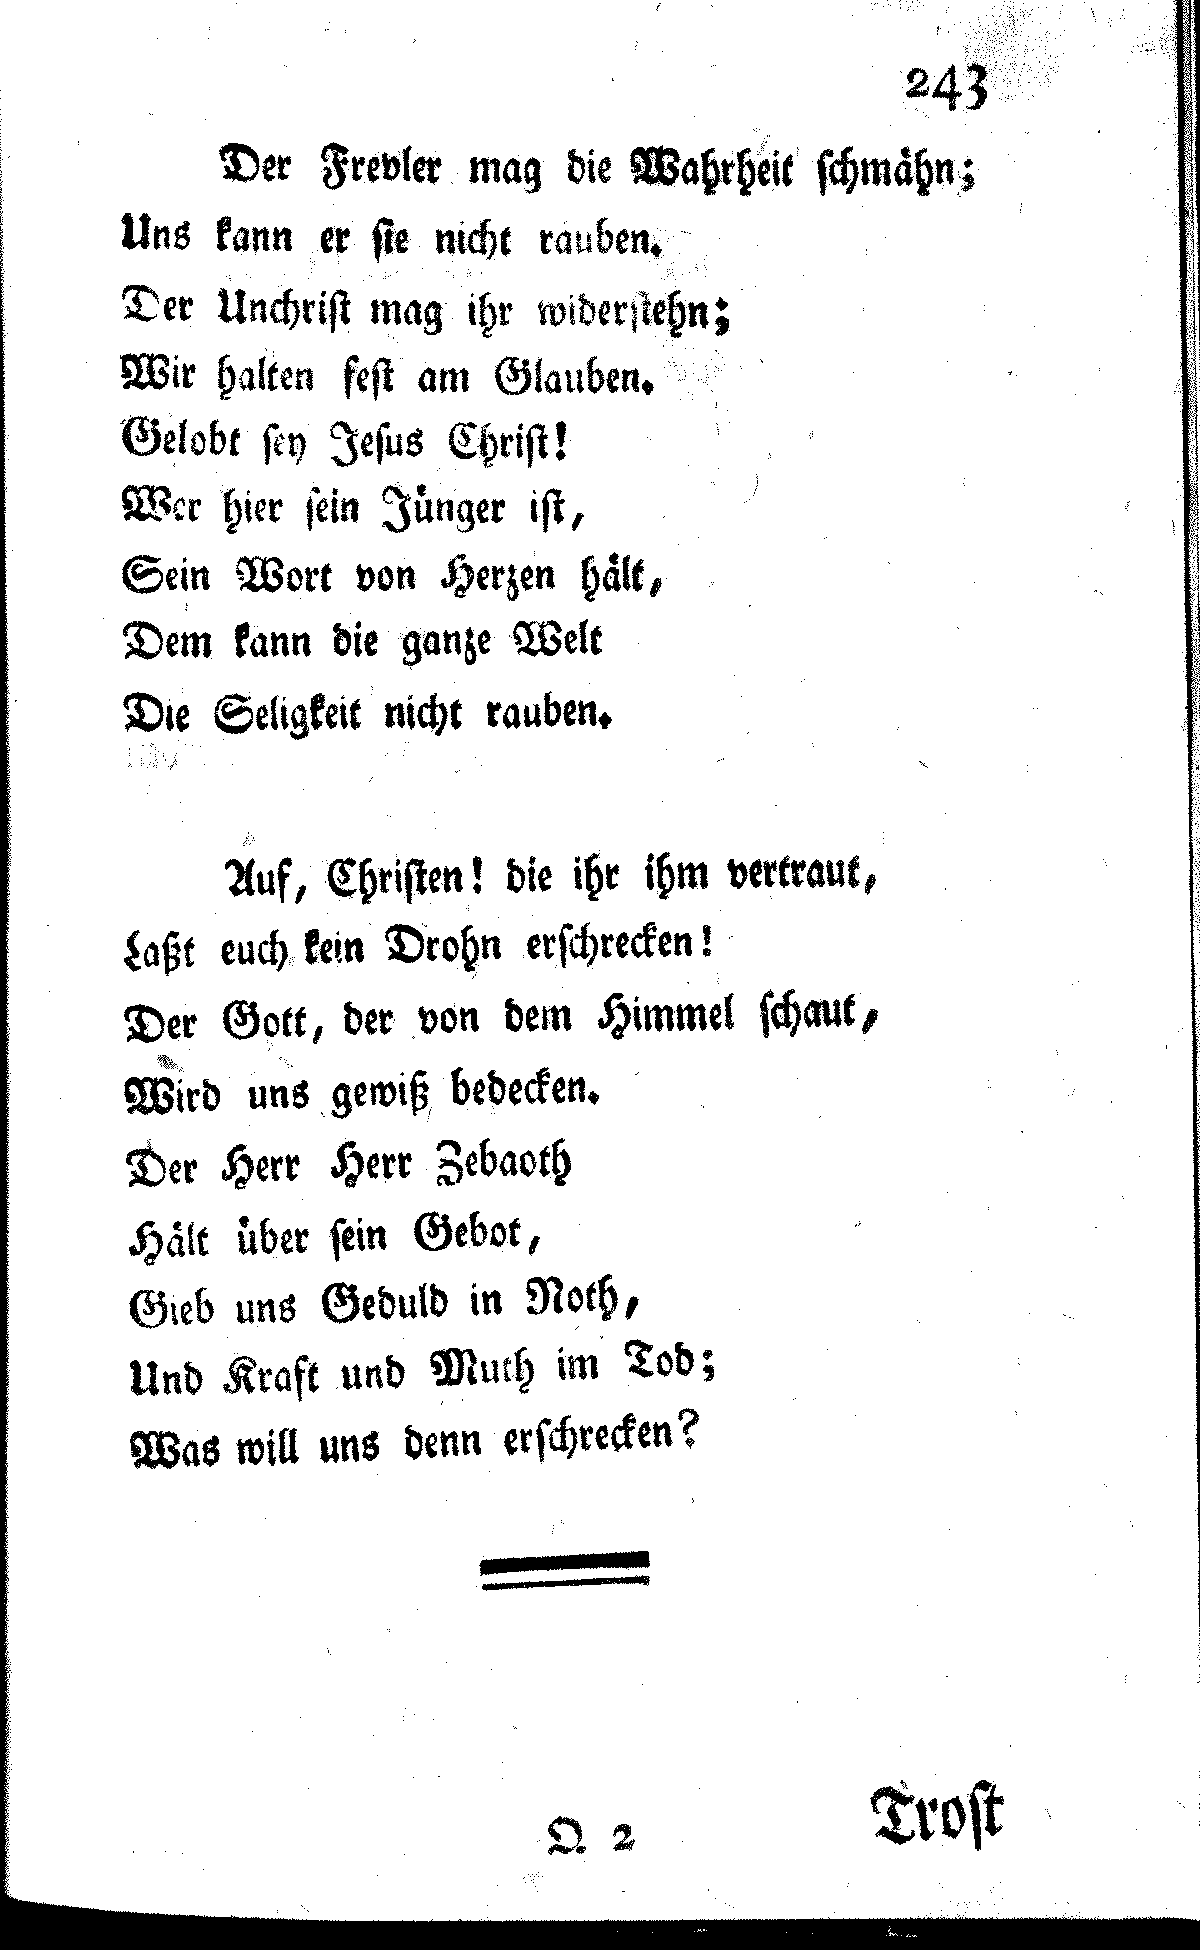 243
Der Frevler mag die Wahrheit ſchmähn;
Uns kann er ſie nicht rauben.
Der Unchriſt mag ihr widerſtehn;
Wir halten feſt am Glauben.
Gelobt ſey Jeſus Chriſt!
Wer hier ſein Jünger iſt,
Sein Wort von Herzen hält,
Dem kann die ganze Welt
Die Seligkeit nicht rauben.
Auf, Chriſten! die ihr ihm vertraut,
Laßt euch kein Drohn erſchrecken!
Der Gott, der von dem Himmel ſchaut,
Wird uns gewiß bedecken.
Der Herr Herr Zebaoth
Hält über ſein Gebot,
Gieb uns Geduld in Noth,
Und Kraft und Muth im Tod;
Was will uns denn erſchrecken?
Q 2
Troſt